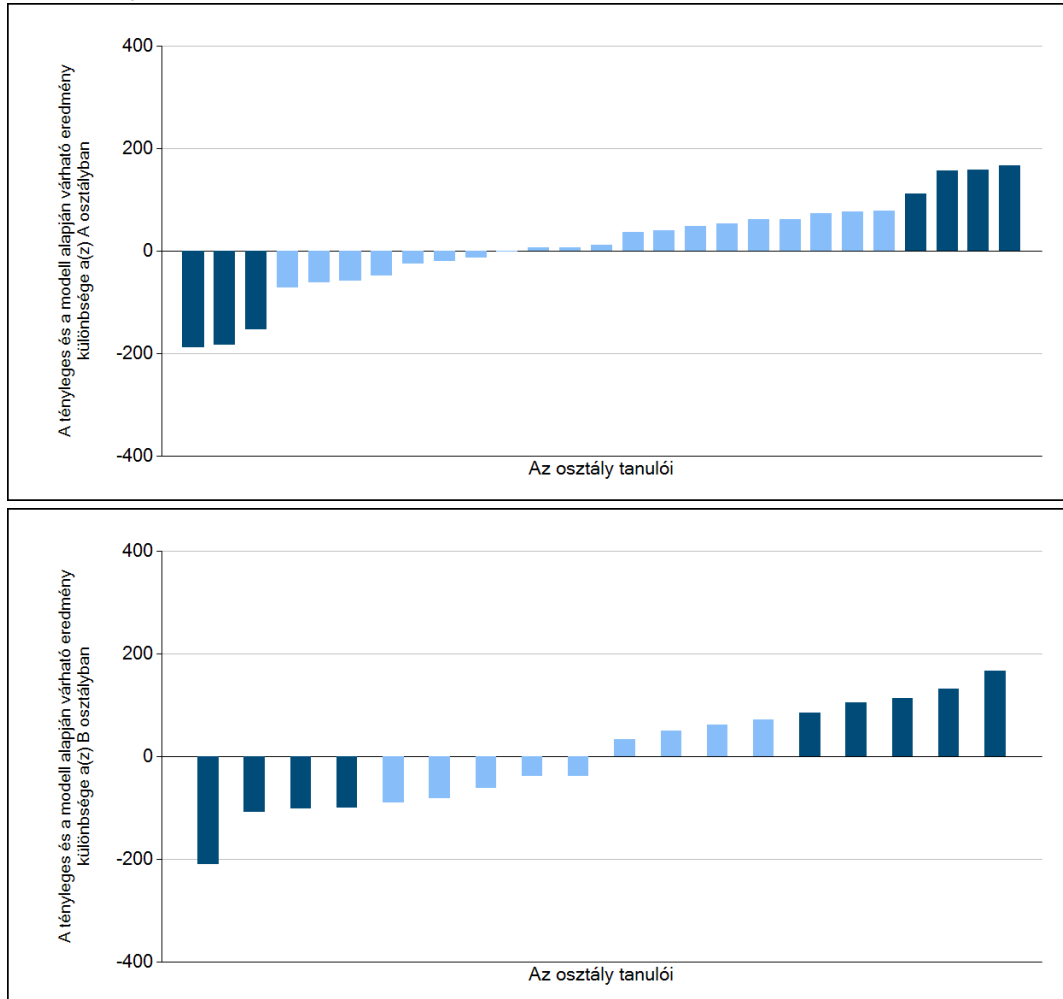 A tényleges és a modell alapján várható eredmény
különbsége a(z) A osztályban
400
200
0
-200
-400
Az osztály tanulói
A tényleges és a modell alapján várható eredmény
különbsége a(z) B osztályban
400
200
0
-200
-400
Az osztály tanulói